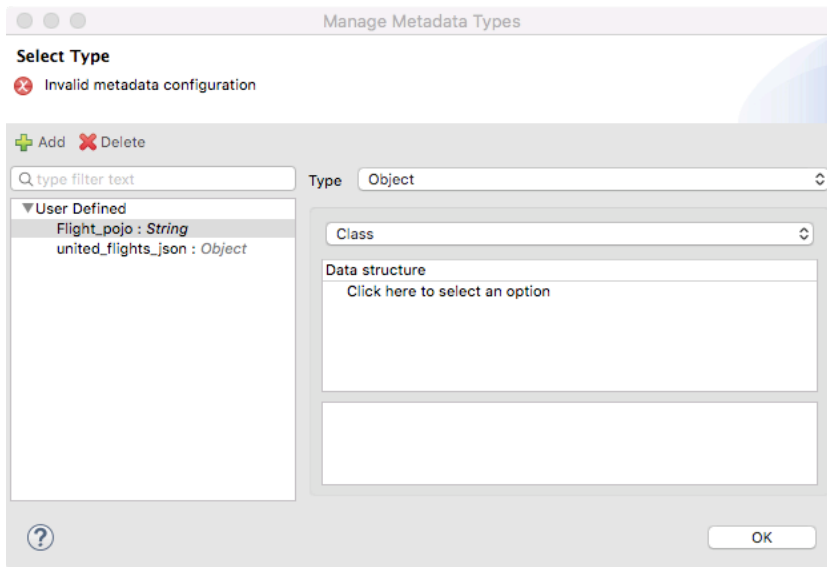 Manage Metadata Types
Select Type
Invalid metadata configuration
Add Delete
type filter text
Type Object
User Defined
Flight_pojo : String
united_flights_json : Object
Class
Data structure
Click here to select an option
?
OK